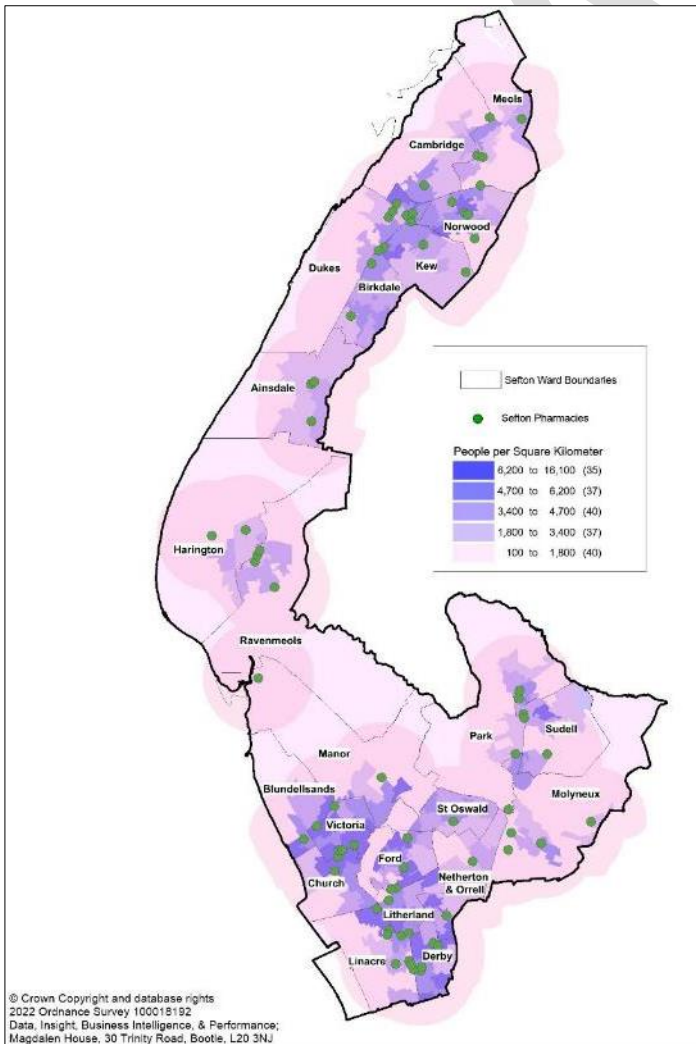 Meols
Cambridge
Norwood
Dukes
Kew
Birkdale
Ainsdale
Sefton Ward Boundaries
Sefton Pharmacies
People per Square Kilometer
6,200 to 16,100 (35)
4,700 to 6,200 (37)
3,400 to 4,700 (40)
1,800 to 3,400 (37)
100 to 1,800 (40)
Harington
Ravenmeols
Park
Sudell
Manor
Molyneux
Blundellsands
St Oswald
Victoria
Ford
Church
Netherton
& Orrell
Litherland
Linacre
Derby
© Crown Copyright and database rights
2022 Ordnance Survey 100018192
Data, Insight, Business Intelligence, & Performance;
Magdalen House, 30 Trinity Road, Bootle, L20 3NJ